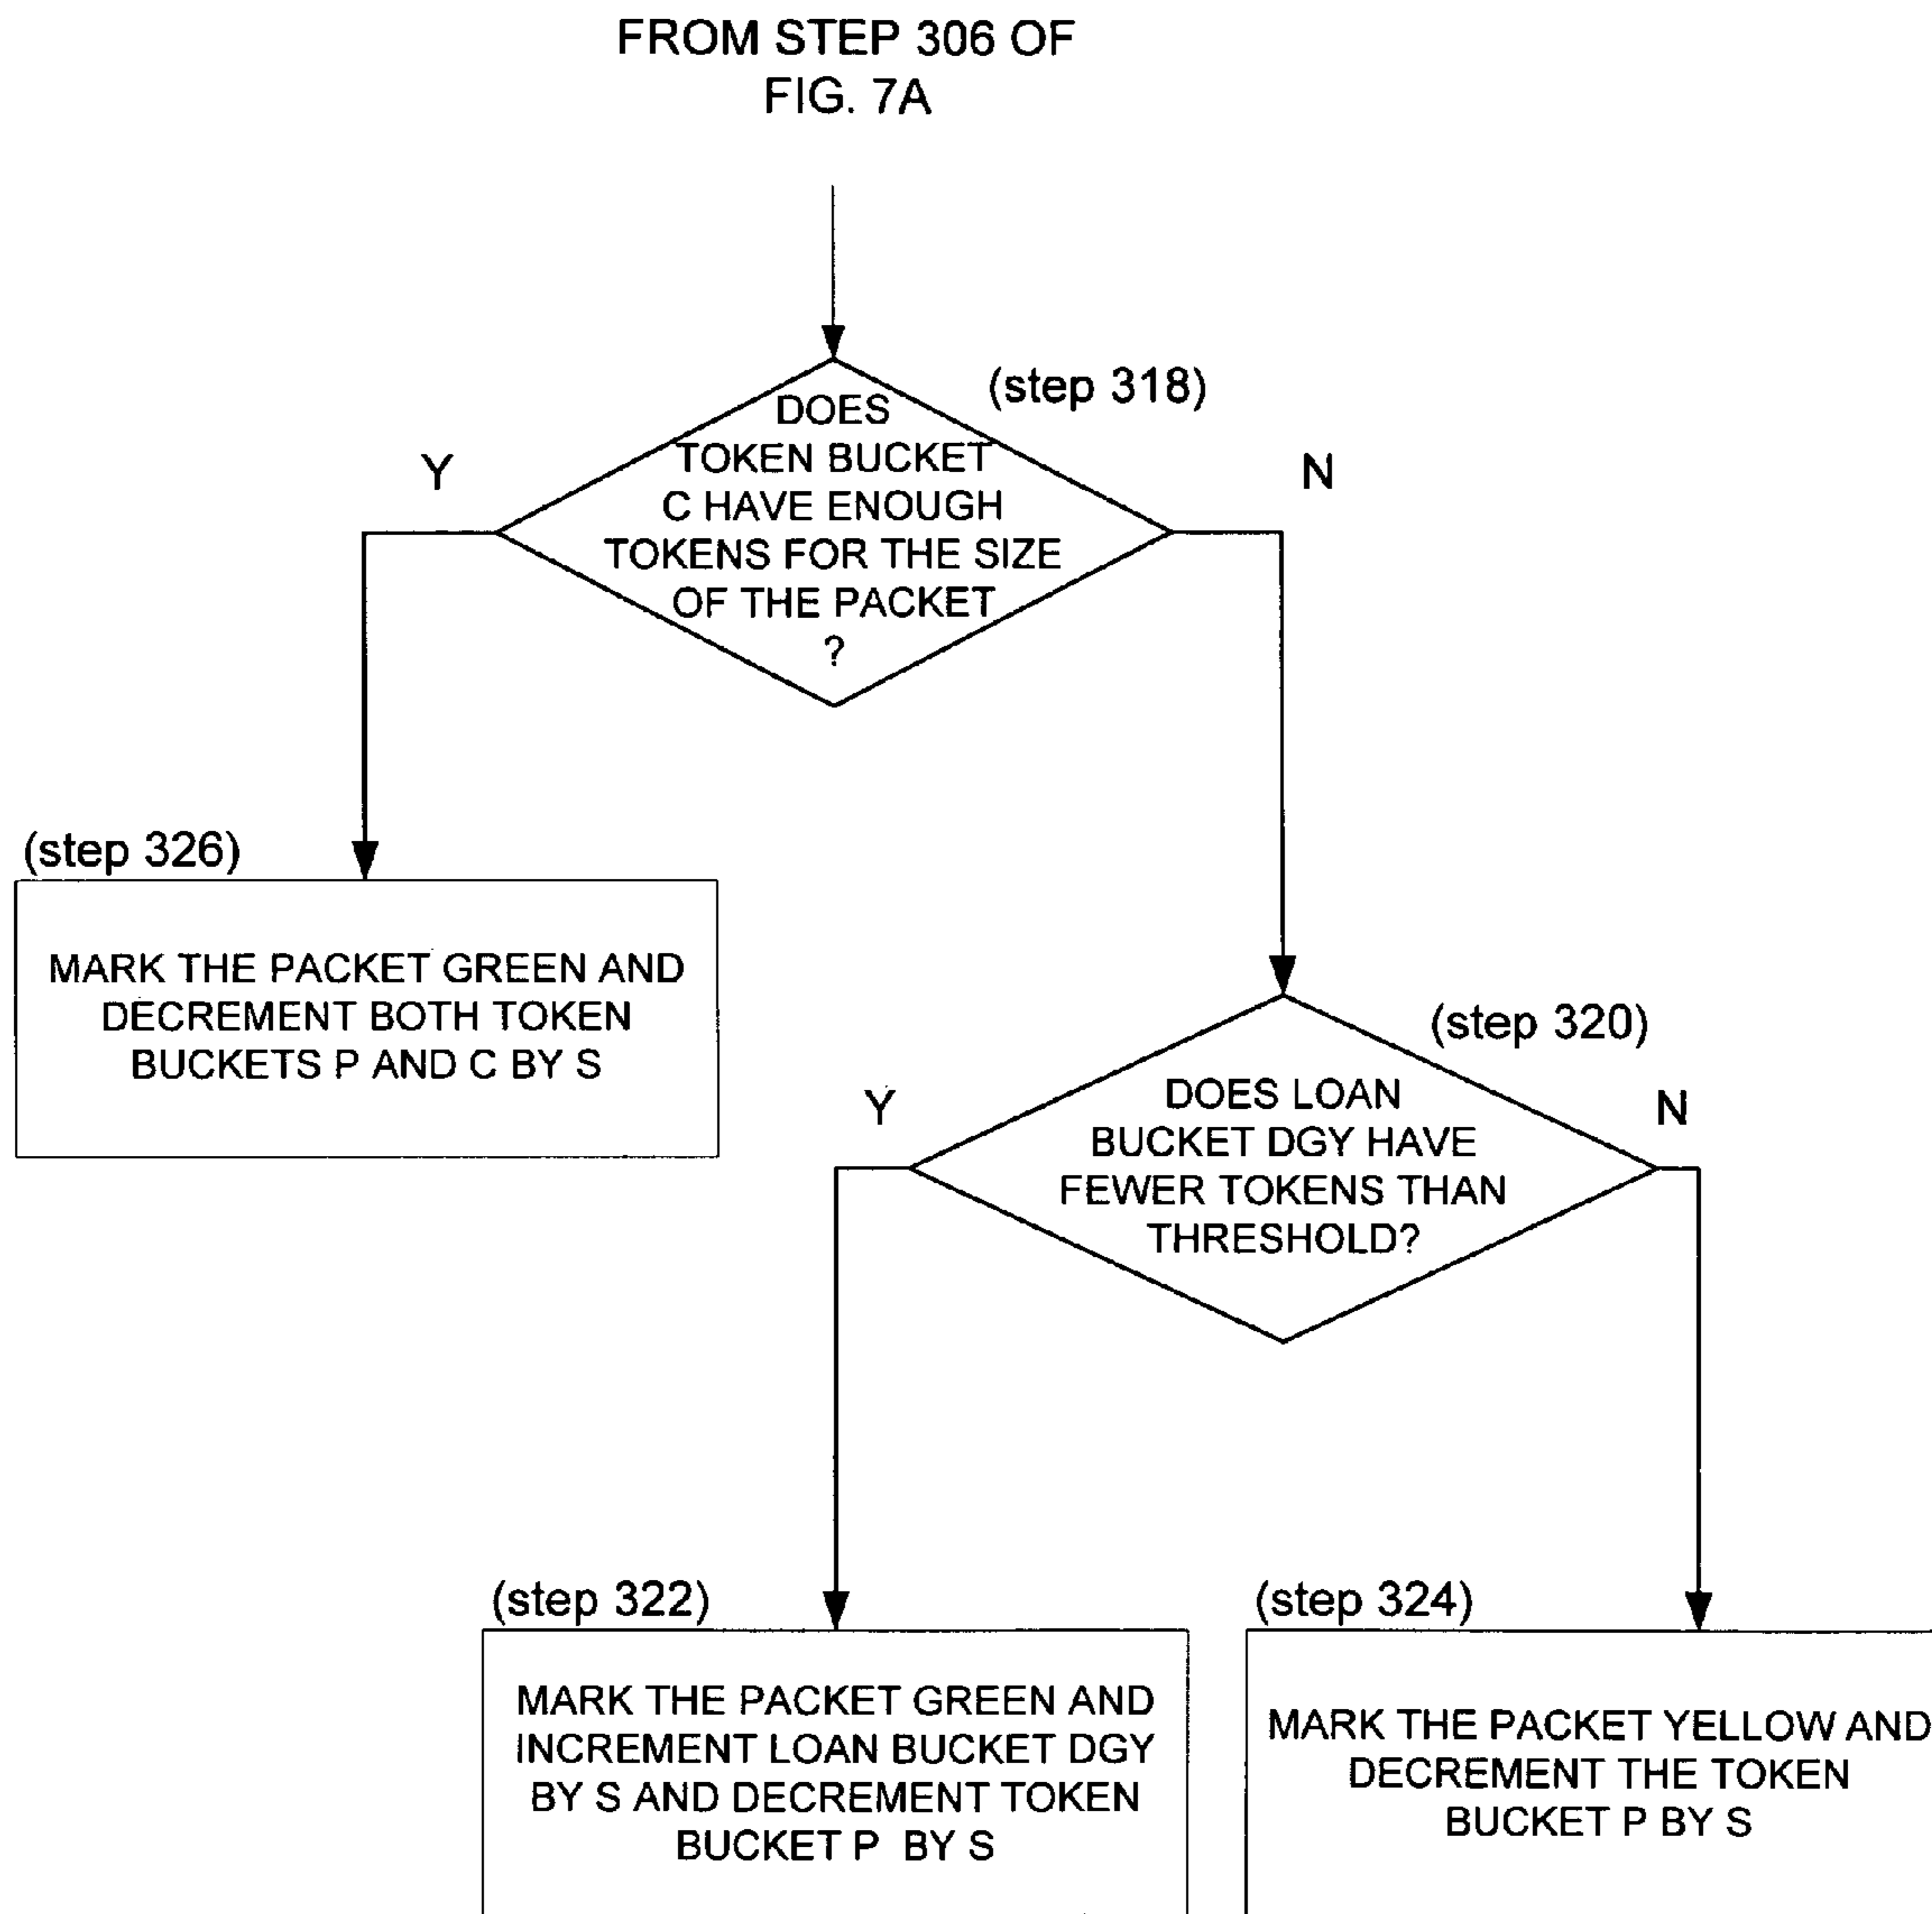 FROM STEP 306 OF
FIG. 7A
(step 318)
DOES
TOKEN BUCKET
C HAVE ENOUGH
TOKENS FOR THE SIZE
OF THE PACKET
?
Y
N
(step 326)
MARK THE PACKET GREEN AND
DECREMENT BOTH TOKEN
BUCKETS P AND C BY S
(step 320)
DOES LOAN
BUCKET DGY HAVE
FEWER TOKENS THAN
THRESHOLD?
Y
N
(step 322)
MARK THE PACKET GREEN AND
INCREMENT LOAN BUCKET DGY
BY S AND DECREMENT TOKEN
BUCKET P BY S
(step 324)
MARK THE PACKET YELLOW AND
DECREMENT THE TOKEN
BUCKET P BY S